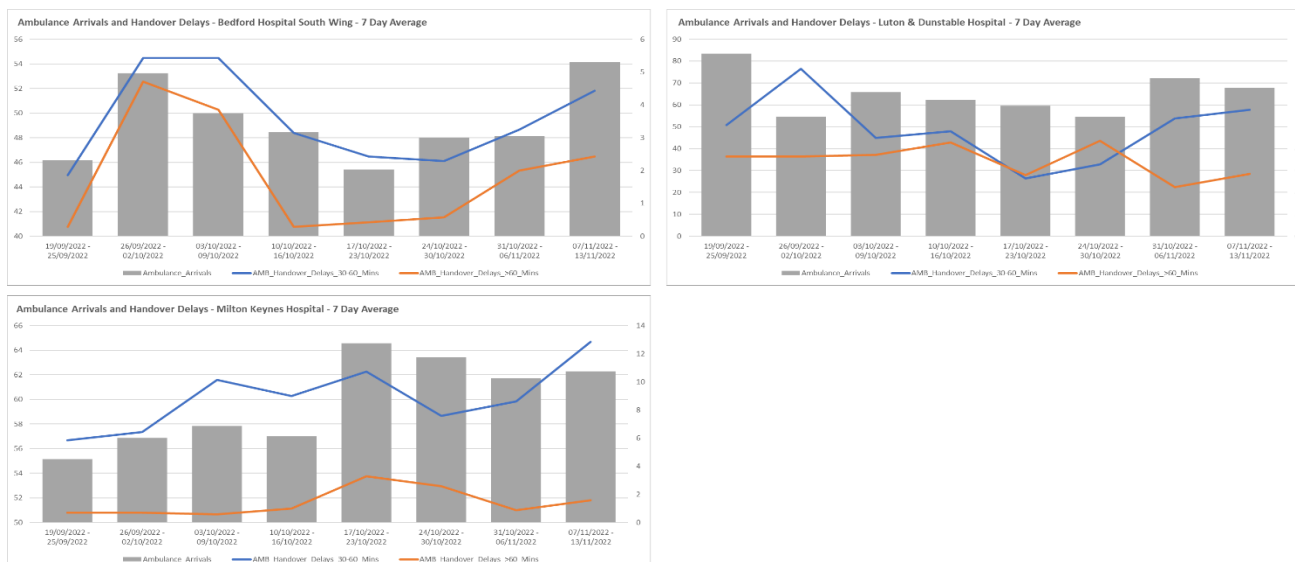 Ambulance Arrivals and Handover Delays - Bedford Hospital South Wing - 7 Day Average
56 6
54 5
52
50 4
48 3
46 2
44
42 1
40 0
19/09/2022 - 26/09/2022 - 03/10/2022 - 10/10/2022 - 17/10/2022 - 24/10/2022 - 31/10/2022 - 07/11/2022 -
25/09/2022 02/10/2022 09/10/2022 16/10/2022 23/10/2022 30/10/2022 06/11/2022 13/11/2022
Ambulance_Arrivals AMB_Handover_Delays_30-60_Mins AMB_Handover_Delays_>60_Mins
Ambulance Arrivals and Handover Delays - Luton & Dunstable Hospital - 7 Day Average
90
80
70
60
50
40
30
20
10
0
19/09/2022 - 26/09/2022 - 03/10/2022 - 10/10/2022 - 17/10/2022 - 24/10/2022 - 31/10/2022 - 07/11/2022 -
25/09/2022 02/10/2022 09/10/2022 16/10/2022 23/10/2022 30/10/2022 06/11/2022 13/11/2022
Ambulance_Arrivals AMB_Handover_Delays_30-60_Mins AMB_Handover_Delays_>60_Mins
Ambulance Arrivals and Handover Delays - Milton Keynes Hospital - 7 Day Average
66 14
64 12
62
60 10
58 8
56 6
54 4
52 2
50 0
19/09/2022 - 26/09/2022 - 03/10/2022 - 10/10/2022 - 17/10/2022 - 24/10/2022 - 31/10/2022 - 07/11/2022 -
25/09/2022 02/10/2022 09/10/2022 16/10/2022 23/10/2022 30/10/2022 06/11/2022 13/11/2022
Ambulance_Arrivals AMB_Handover_Delays_30-60_Mins AMB_Handover_Delays_>60_Mins